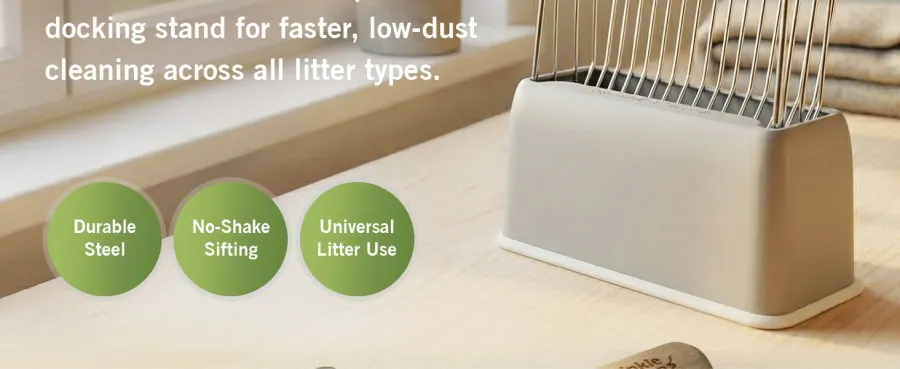 docking stand for faster, low-dust
cleaning across all litter types.
Durable
Steel
No-Shake
Sifting
Universal
Litter Use